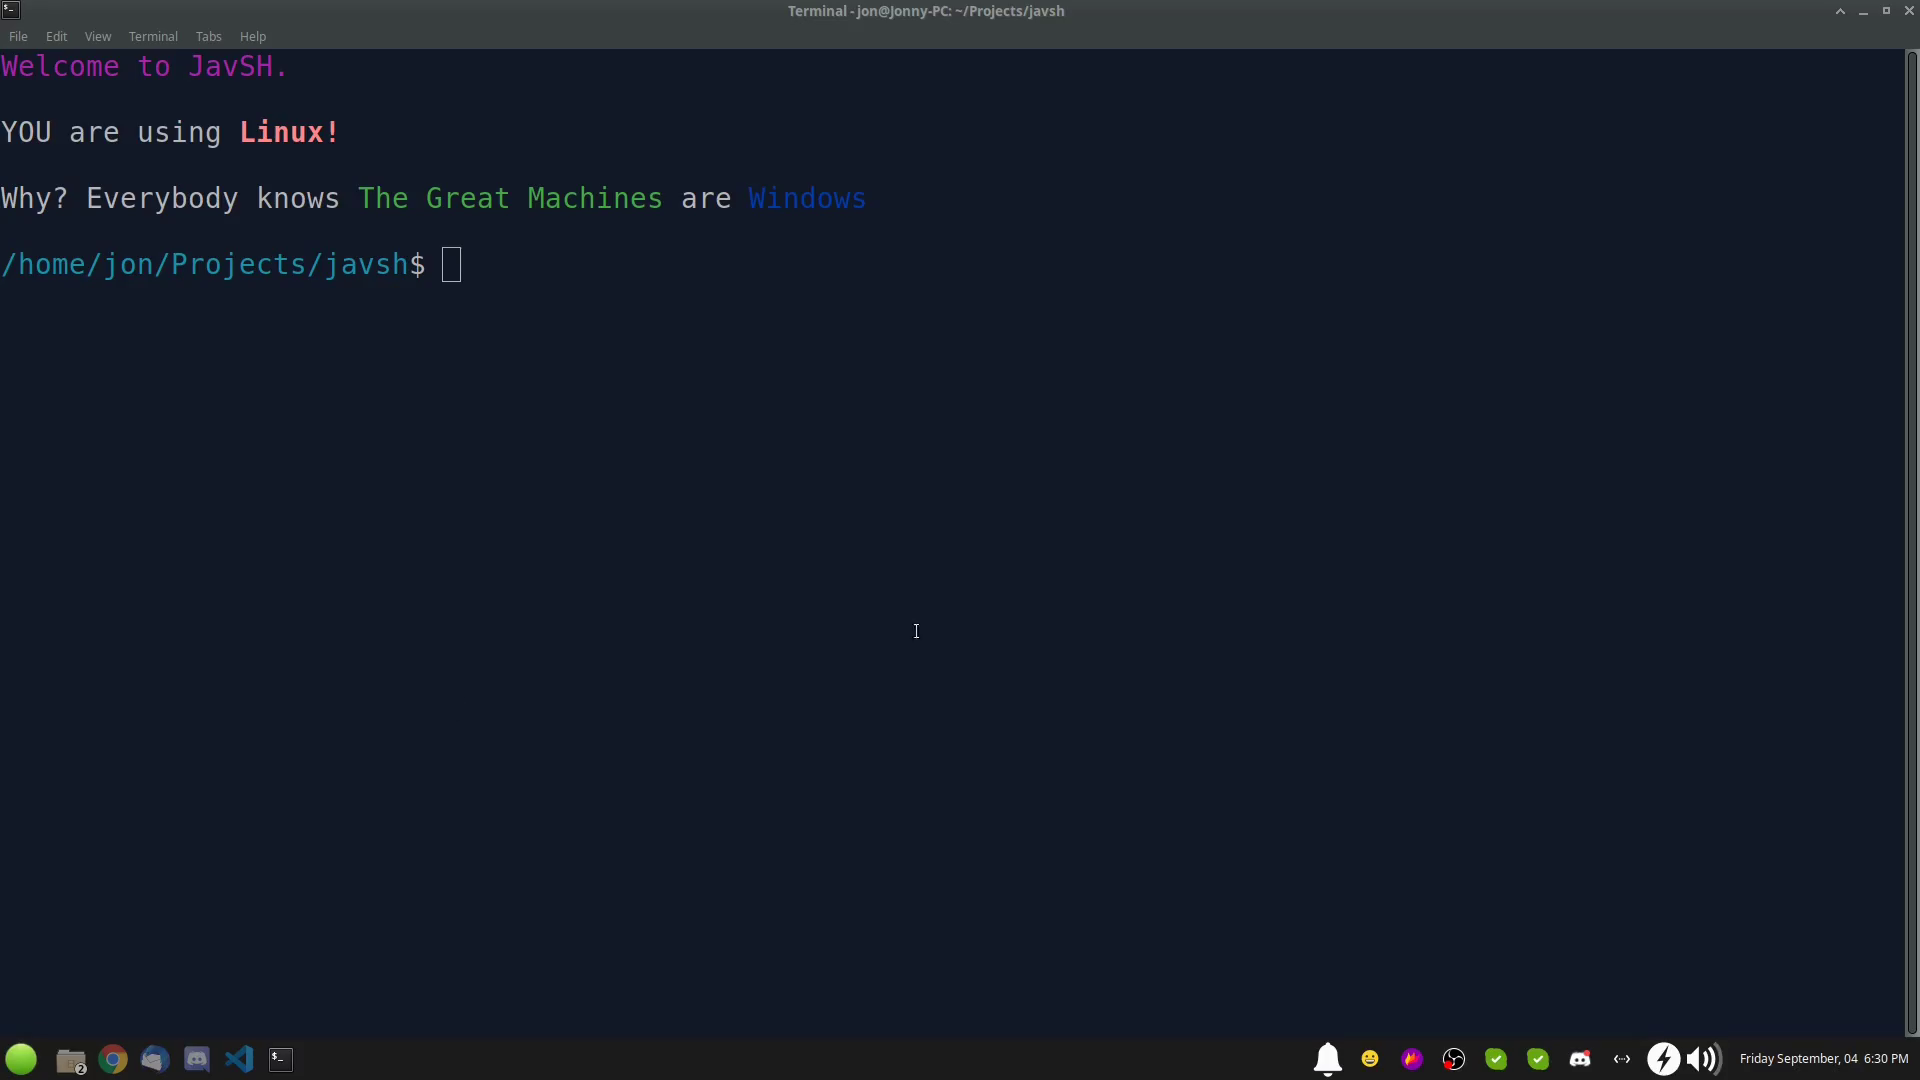 Terminal - jon@Jonny-PC: ~/Projects/javsh
File Edit View Terminal Tabs Help
Welcome to JavSH.
YOU are using Linux!
Why? Everybody knows The Great Machines are Windows
/home/jon/Projects/javsh$
2
Friday September, 04 6:30 PM